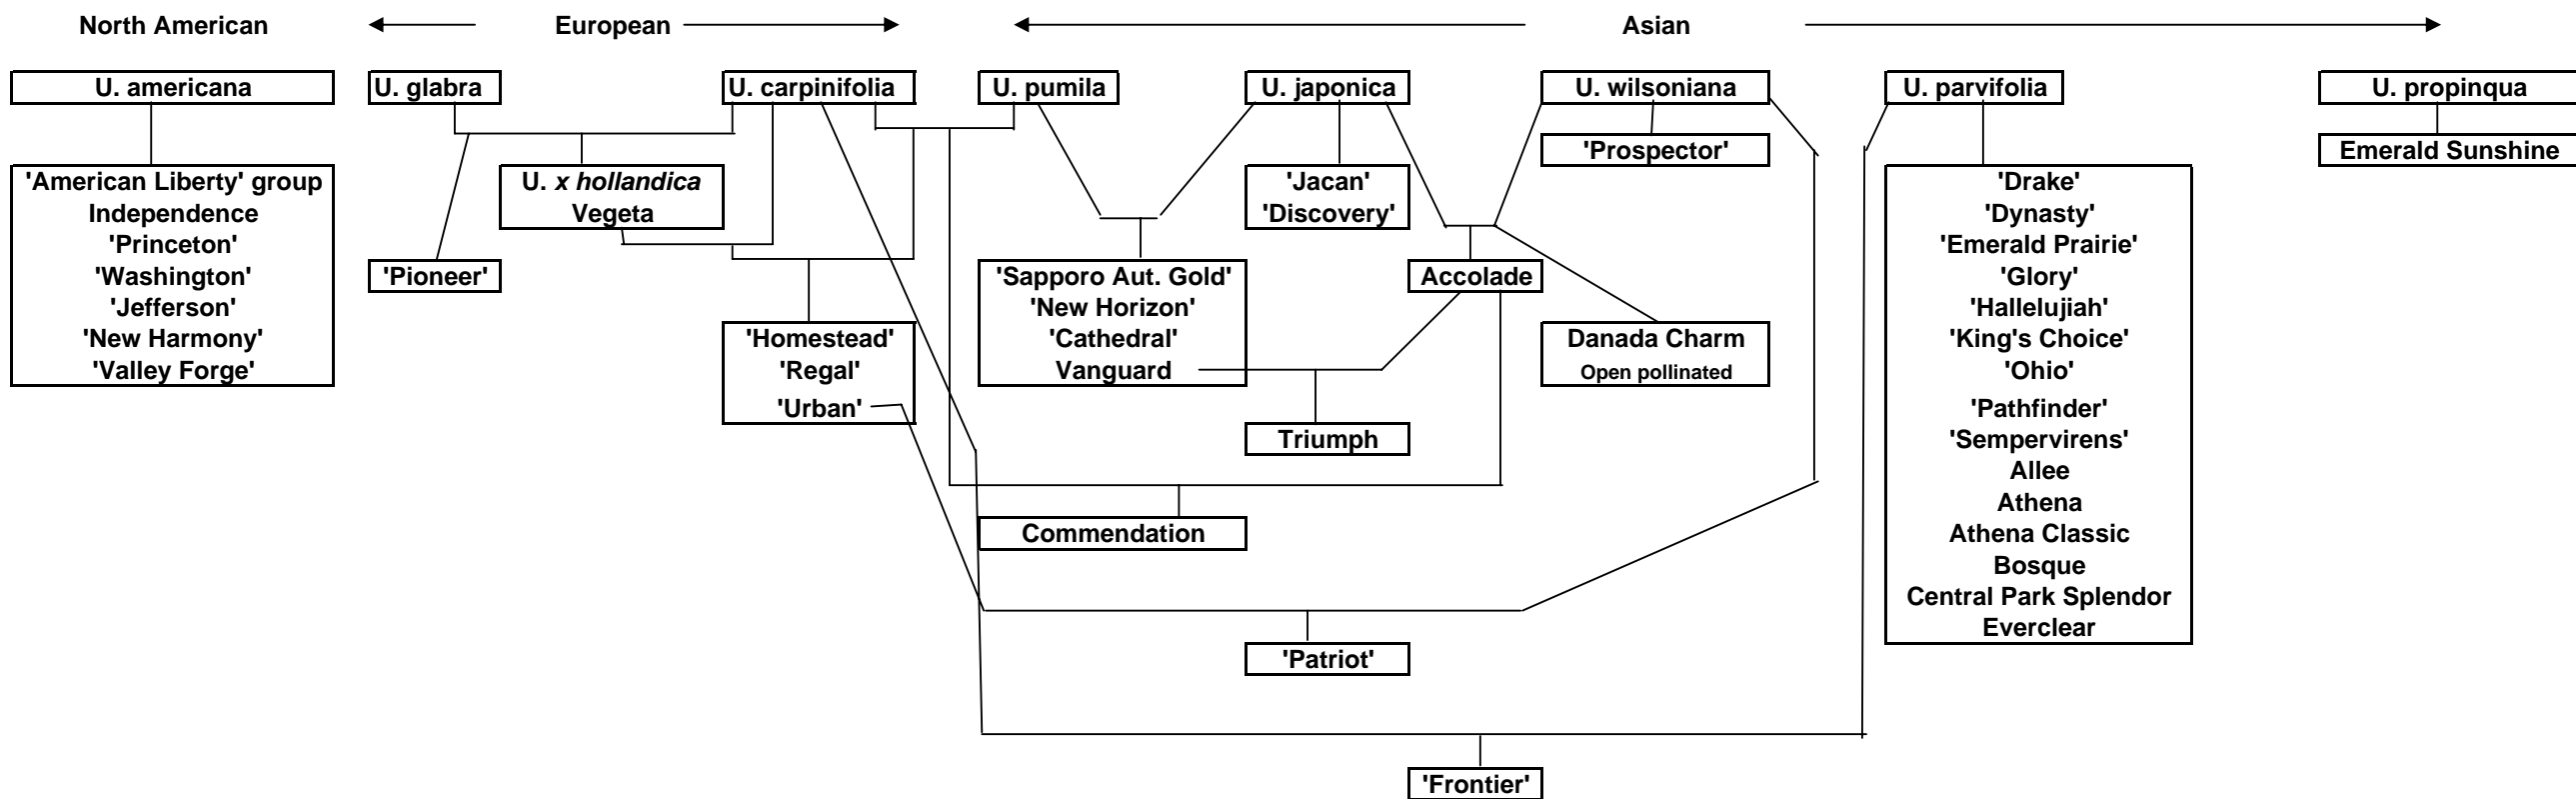 North American
European
Asian
U. americana
U. glabra
U. carpinifolia
U. pumila
U. japonica
U. wilsoniana
U. parvifolia
U. propinqua
'Prospector'
Emerald Sunshine
'American Liberty' group
Independence
'Princeton'
'Washington'
'Jefferson'
'New Harmony'
'Valley Forge'
U. x hollandica
Vegeta
'Pioneer'
'Homestead'
'Regal'
'Urban'
'Sapporo Aut. Gold'
'New Horizon'
'Cathedral'
Vanguard
'Jacan'
'Discovery'
Accolade
Danada Charm
Open pollinated
Triumph
Commendation
'Patriot'
'Frontier'
'Drake'
'Dynasty'
'Emerald Prairie'
'Glory'
'Hallelujiah'
'King's Choice'
'Ohio'
'Pathfinder'
'Sempervirens'
Allee
Athena
Athena Classic
Bosque
Central Park Splendor
Everclear